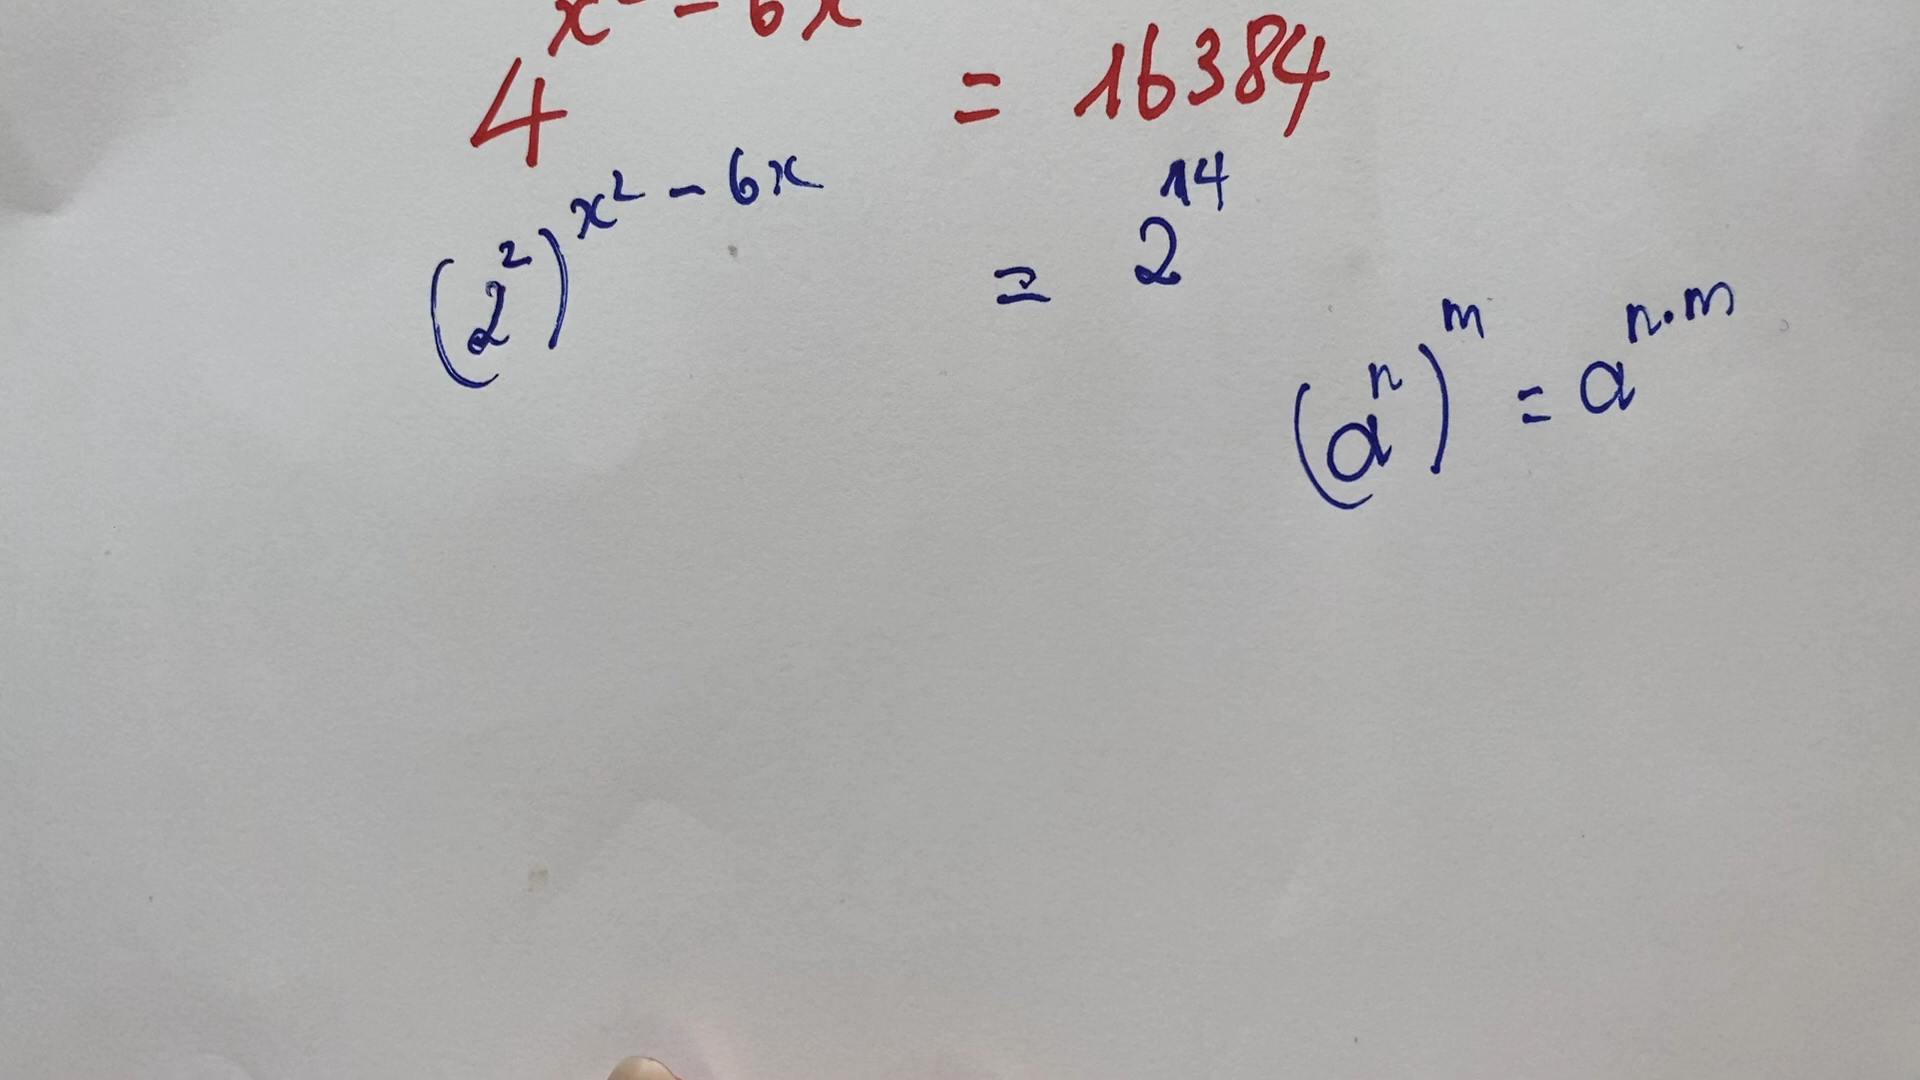 4^{x² - 6x} = 16384
(2²)^{x² - 6x} = 2^{14}
(a^n)^m = a^{n·m}